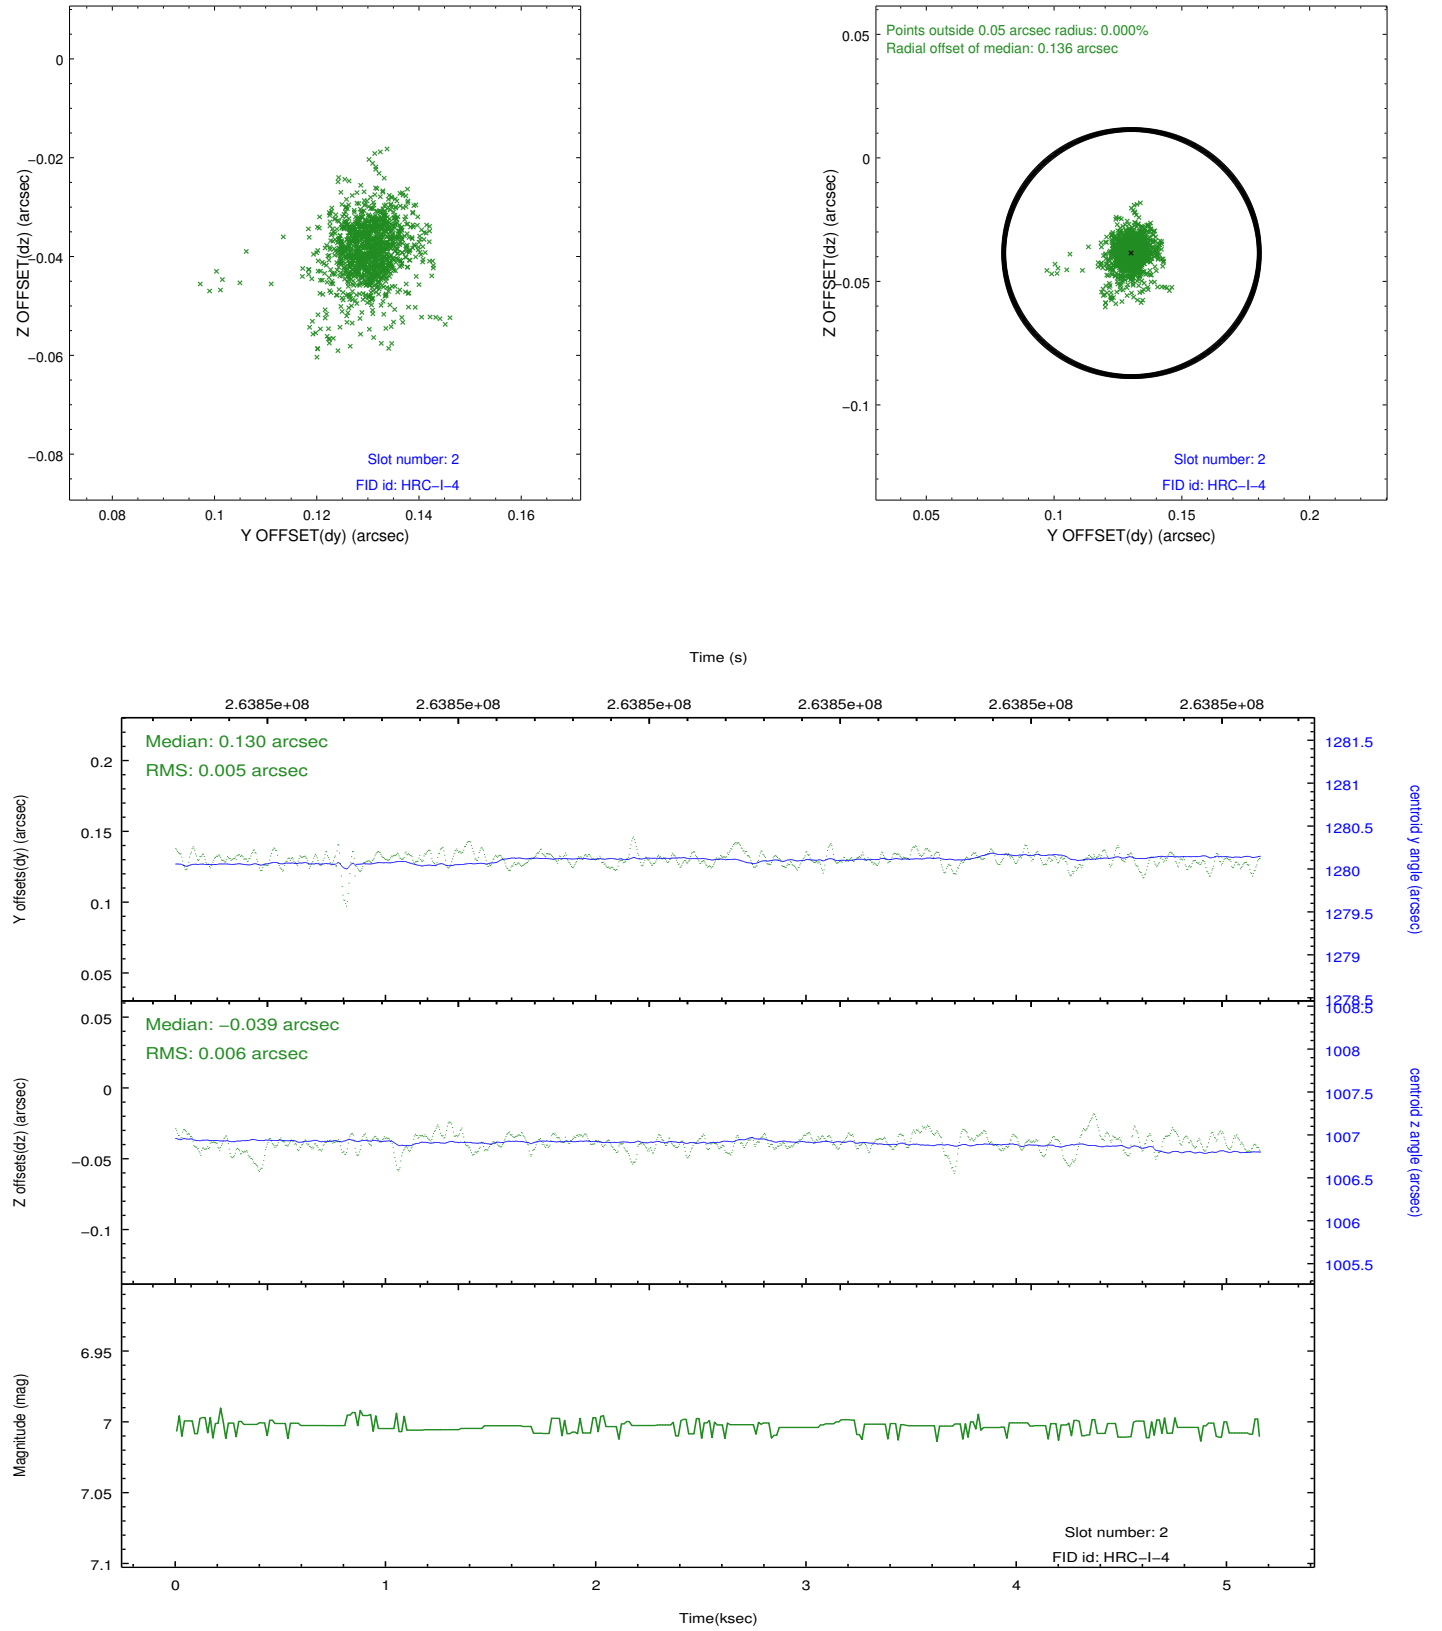 0
−0.02
−0.04
−0.06
−0.08
Z OFFSET(dz) (arcsec)
Slot number: 2
FID id: HRC−I−4
0.08 0.1 0.12 0.14 0.16
Y OFFSET(dy) (arcsec)
Points outside 0.05 arcsec radius: 0.000%
Radial offset of median: 0.136 arcsec
0.05
0
−0.05
−0.1
Z OFFSET(dz) (arcsec)
Slot number: 2
FID id: HRC−I−4
0.05 0.1 0.15 0.2
Y OFFSET(dy) (arcsec)
Time (s)
2.6385e+08 2.6385e+08 2.6385e+08 2.6385e+08 2.6385e+08 2.6385e+08
Median: 0.130 arcsec
RMS: 0.005 arcsec
0.2
0.15
0.1
0.05
Y offsets(dy) (arcsec)
1281.5
1281
1280.5
1280
1279.5
1279
1278.5
centroid y angle (arcsec)
Median: −0.039 arcsec
RMS: 0.006 arcsec
0.05
0
−0.05
−0.1
Z offsets(dz) (arcsec)
1008.5
1008
1007.5
1007
1006.5
1006
1005.5
centroid z angle (arcsec)
6.95
7
7.05
7.1
Magnitude (mag)
Slot number: 2
FID id: HRC−I−4
0 1 2 3 4 5
Time(ksec)